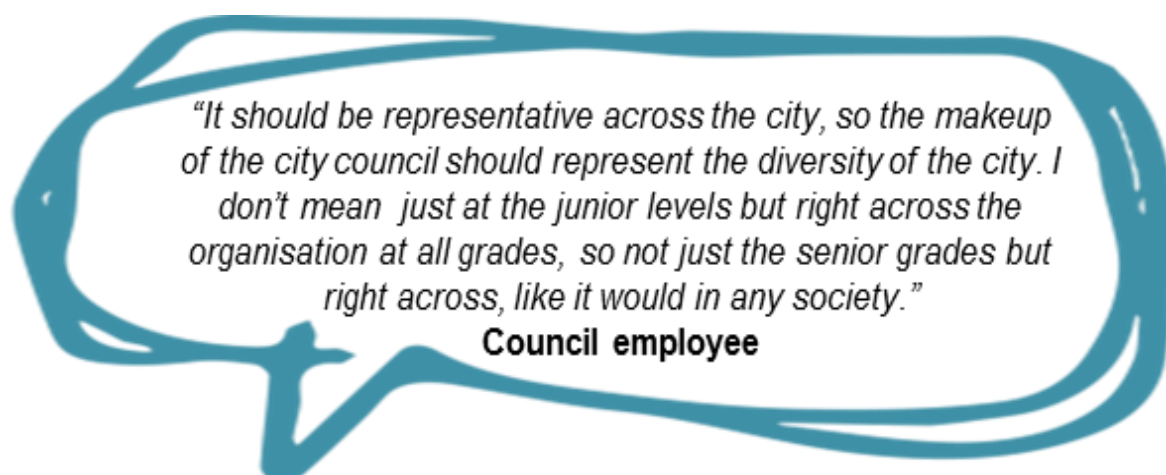 “It should be representative across the city, so the makeup
of the city council should represent the diversity of the city. I
don’t mean  just at the junior levels but right across the
organisation at all grades,  so not just the senior grades but
right across, like it would in any society.”
Council employee